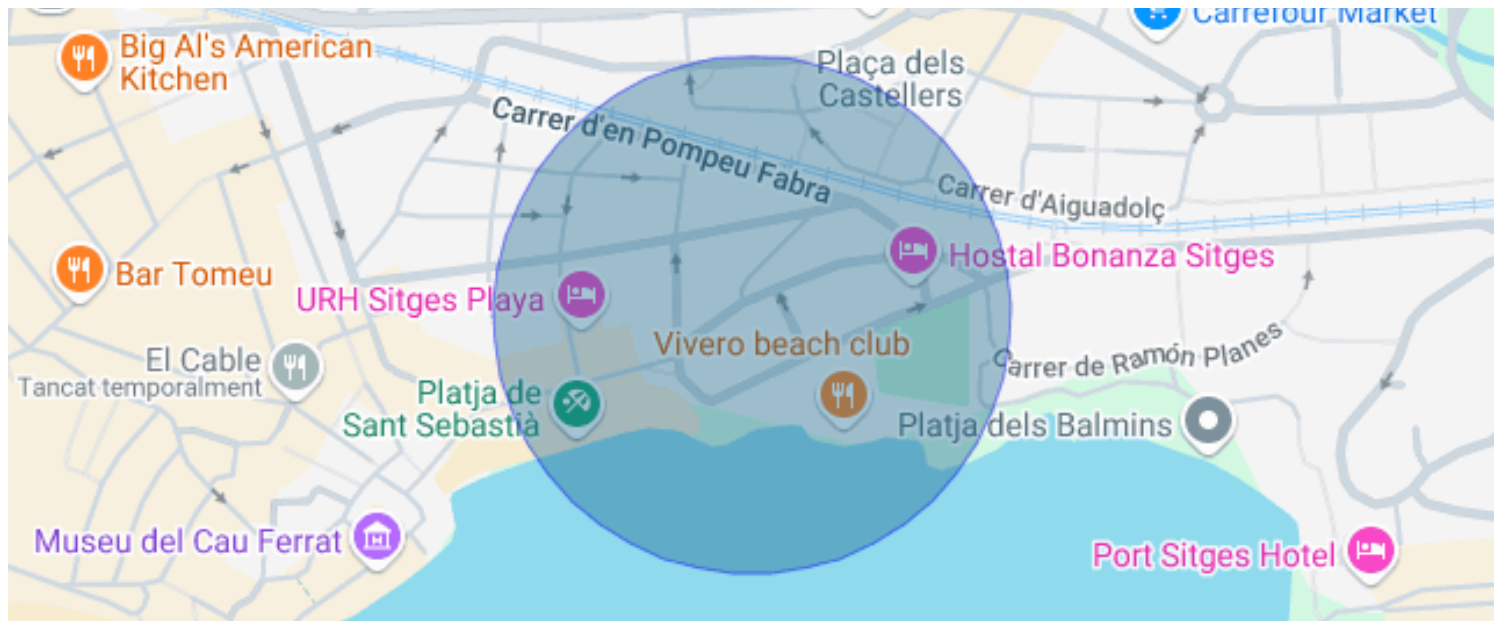 Carrefour Market
Big Al's American
Kitchen
Plaça dels
Castellers
Carrer d'en Pompeu Fabra
Carrer d'Aiguadolç
Hostal Bonanza Sitges
Bar Tomeu
URH Sitges Playa
Vivero beach club
El Cable
Tancat temporalment
Carrer de Ramón Planes
Platja de
Sant Sebastià
Platja dels Balmins
Museu del Cau Ferrat
Port Sitges Hotel